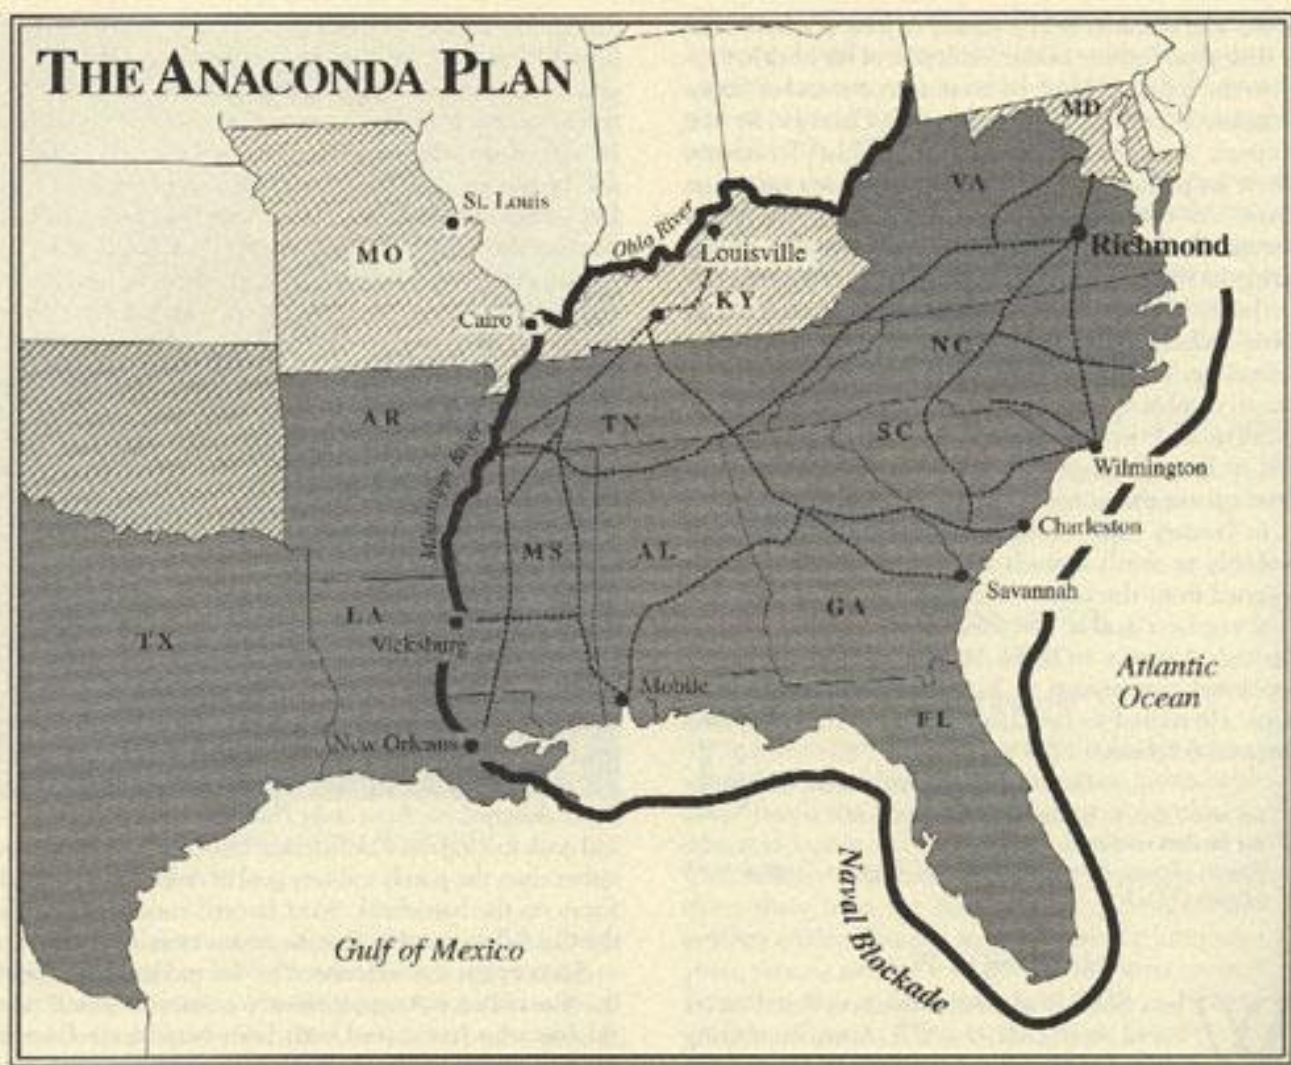 THE ANACONDA PLAN
MD
VA
St. Louis
Ohio River
Richmond
MO
Louisville
KY
Cairo
NC
AR
TN
SC
Mississippi River
Wilmington
Charleston
MS
AL
Savannah
GA
LA
Vicksburg
TX
Atlantic
Ocean
Mobile
FL
New Orleans
Naval Blockade
Gulf of Mexico